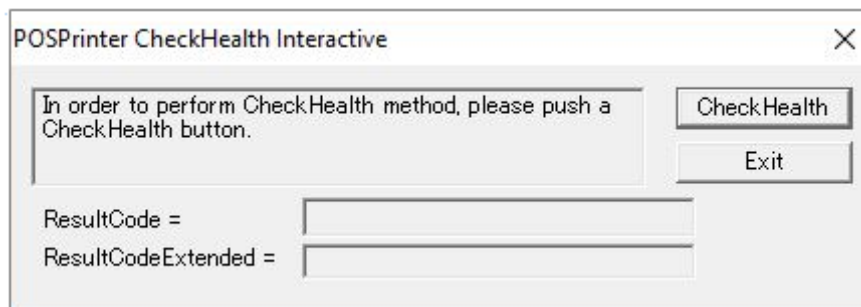 POSPrinter CheckHealth Interactive
In order to perform CheckHealth method, please push a
CheckHealth button.
CheckHealth
Exit
ResultCode =
ResultCodeExtended =